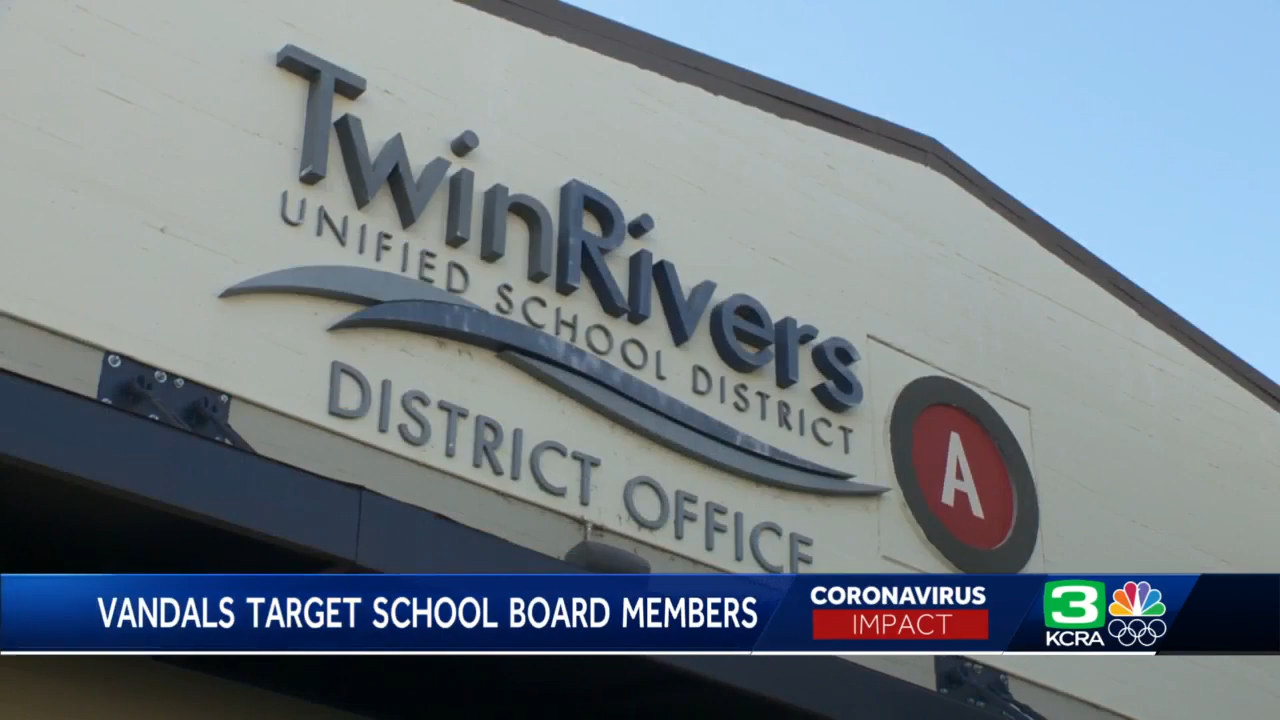 TwinRivers
UNIFIED SCHOOL DISTRICT
DISTRICT OFFICE
A
VANDALS TARGET SCHOOL BOARD MEMBERS
CORONAVIRUS
IMPACT
3
KCRA